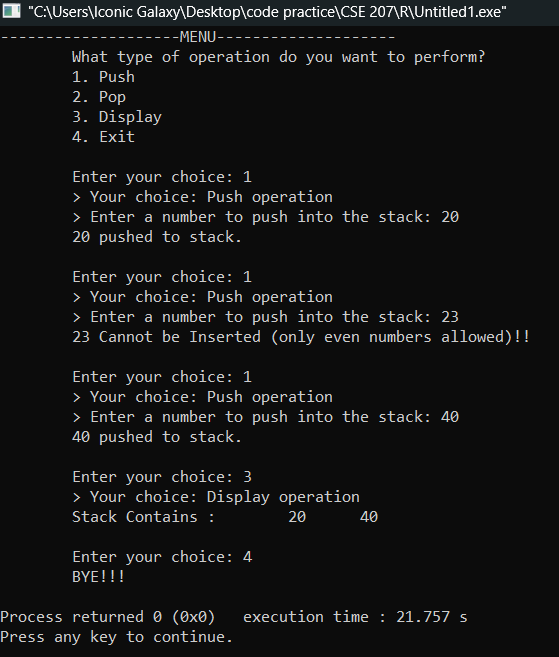 "C:\Users\Iconic Galaxy\Desktop\code practice\CSE 207\R\Untitled1.exe"
--------------------MENU--------------------
What type of operation do you want to perform?
1. Push
2. Pop
3. Display
4. Exit

Enter your choice: 1
> Your choice: Push operation
> Enter a number to push into the stack: 20
20 pushed to stack.

Enter your choice: 1
> Your choice: Push operation
> Enter a number to push into the stack: 23
23 Cannot be Inserted (only even numbers allowed)!!

Enter your choice: 1
> Your choice: Push operation
> Enter a number to push into the stack: 40
40 pushed to stack.

Enter your choice: 3
> Your choice: Display operation
Stack Contains :        20      40

Enter your choice: 4
BYE!!!

Process returned 0 (0x0)   execution time : 21.757 s
Press any key to continue.